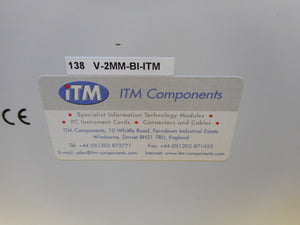 138 V-2MM-BI-ITM
iTM ITM Components
• Specialist Information Technology Modules •
• PC Instrument Cards • Connectors and Cables •
ITM Components, 10 Whittle Road, Ferndown Industrial Estate
Wimborne, Dorset BH21 7RU, England
Tel: +44 (0)1202 872771 Fax: +44 (0)1202 871052
E-mail: sales@itm-components.com Internet: www.itm-components.com
CE